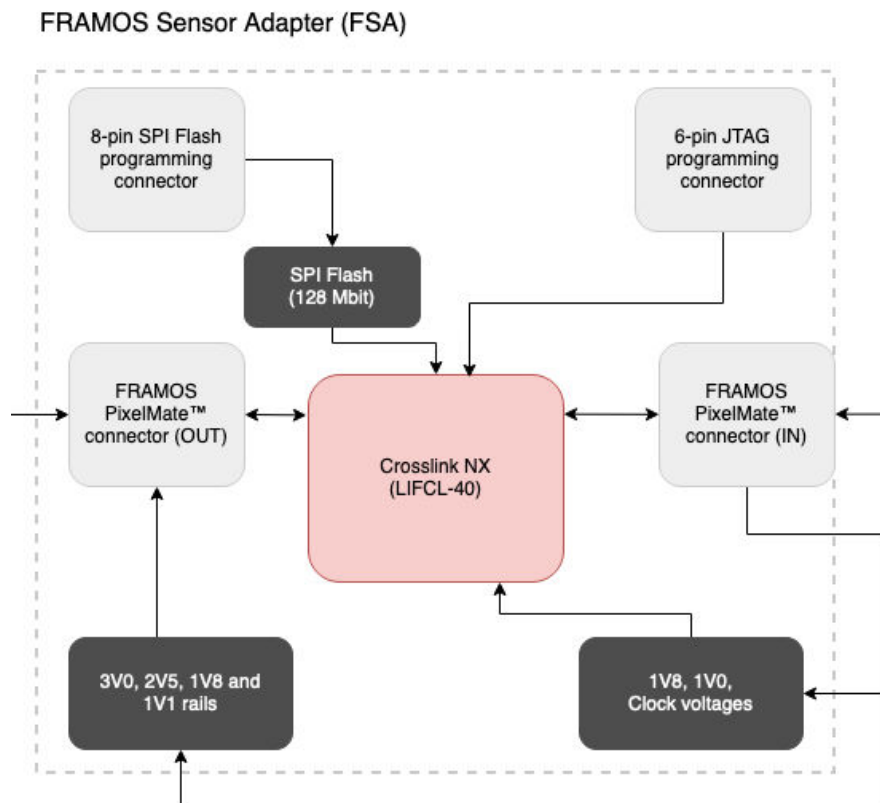 FRAMOS Sensor Adapter (FSA)
8-pin SPI Flash
programming
connector
6-pin JTAG
programming
connector
SPI Flash
(128 Mbit)
FRAMOS
PixelMate™
connector (OUT)
FRAMOS
PixelMate™
connector (IN)
Crosslink NX
(LIFCL-40)
3V0, 2V5, 1V8 and
1V1 rails
1V8, 1V0,
Clock voltages